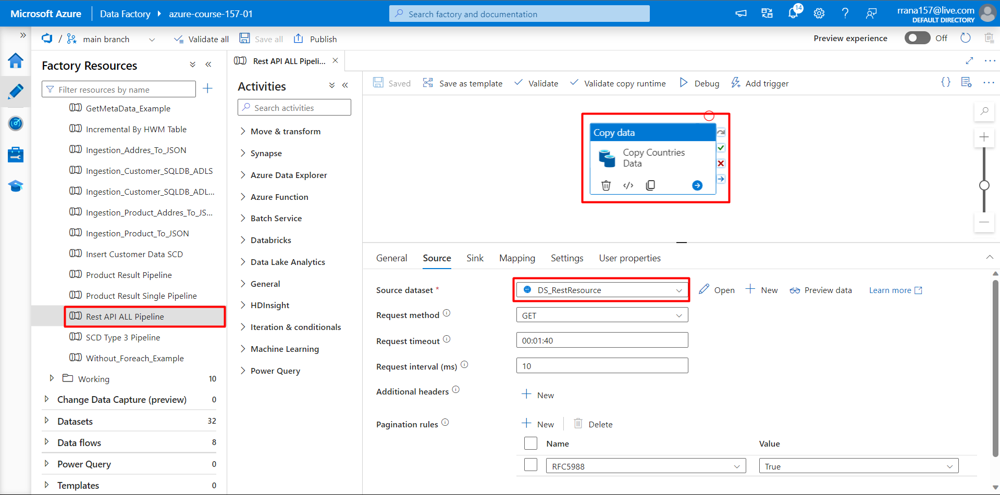 Microsoft Azure
Data Factory
azure-course-157-01
Search factory and documentation
14
rrana157@live.com
DEFAULT DIRECTORY
/ main branch
Validate all
Save all
Publish
Preview experience
Off
Factory Resources
Filter resources by name
GetMetaData_Example
Incremental By HWM Table
Ingestion_Addres_To_JSON
Ingestion_Customer_SQLDB_ADLS
Ingestion_Customer_SQLDB_ADL...
Ingestion_Product_Addres_To_JS...
Ingestion_Product_To_JSON
Insert Customer Data SCD
Product Result Pipeline
Product Result Single Pipeline
Rest API ALL Pipeline
SCD Type 3 Pipeline
Without_Foreach_Example
Working 10
Change Data Capture (preview) 0
Datasets 32
Data flows 8
Power Query 0
Templates 0
Rest API ALL Pipeli...
Activities
Search activities
Move & transform
Synapse
Azure Data Explorer
Azure Function
Batch Service
Databricks
Data Lake Analytics
General
HDInsight
Iteration & conditionals
Machine Learning
Power Query
Saved
Save as template
Validate
Validate copy runtime
Debug
Add trigger
Copy data
Copy Countries
Data
General
Source
Sink
Mapping
Settings
User properties
Source dataset *
DS_RestResource
Open
New
Preview data
Learn more
Request method
GET
Request timeout
00:01:40
Request interval (ms)
10
Additional headers
New
Pagination rules
New
Delete
Name
Value
RFC5988
True